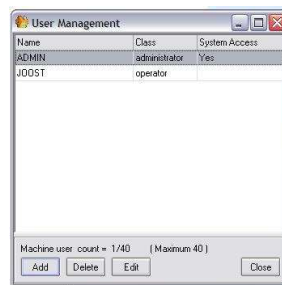 User Management
Name Class System Access
ADMIN administrator Yes
JOOST operator
Machine user count = 1/40 ( Maximum 40 )
Add Delete Edit Close